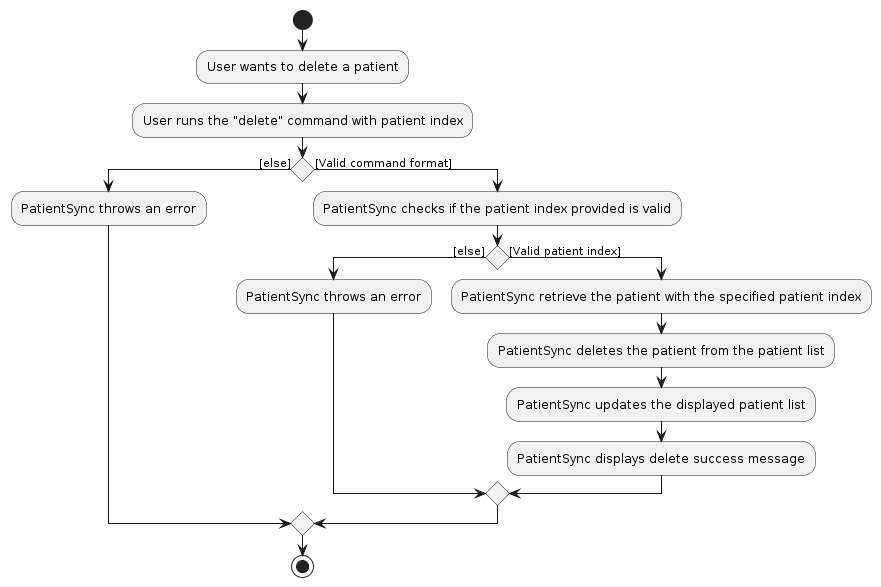 User wants to delete a patient
User runs the "delete" command with patient index
[else]
[Valid command format]
PatientSync throws an error
PatientSync checks if the patient index provided is valid
[else]
[Valid patient index]
PatientSync throws an error
PatientSync retrieve the patient with the specified patient index
PatientSync deletes the patient from the patient list
PatientSync updates the displayed patient list
PatientSync displays delete success message